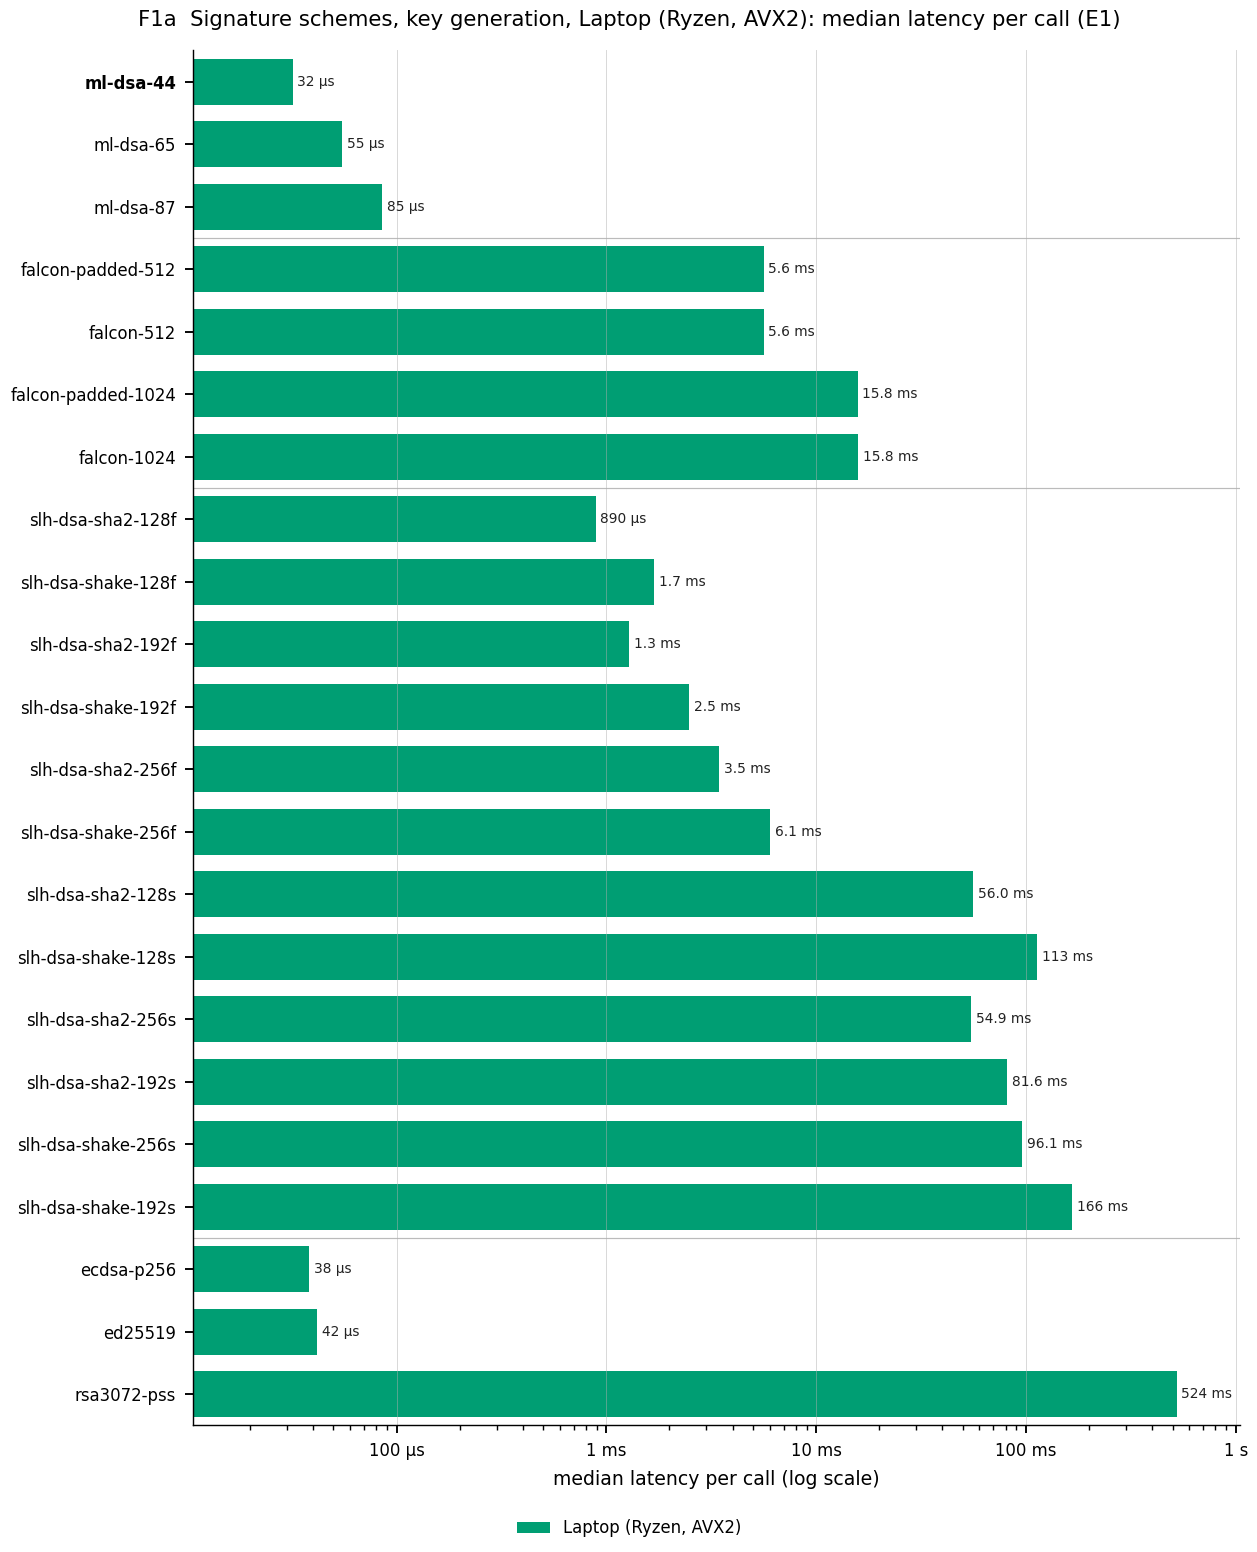 F1a  Signature schemes, key generation, Laptop (Ryzen, AVX2): median latency per call (E1)
ml-dsa-44 32 µs
ml-dsa-65 55 µs
ml-dsa-87 85 µs
falcon-padded-512 5.6 ms
falcon-512 5.6 ms
falcon-padded-1024 15.8 ms
falcon-1024 15.8 ms
slh-dsa-sha2-128f 890 µs
slh-dsa-shake-128f 1.7 ms
slh-dsa-sha2-192f 1.3 ms
slh-dsa-shake-192f 2.5 ms
slh-dsa-sha2-256f 3.5 ms
slh-dsa-shake-256f 6.1 ms
slh-dsa-sha2-128s 56.0 ms
slh-dsa-shake-128s 113 ms
slh-dsa-sha2-256s 54.9 ms
slh-dsa-sha2-192s 81.6 ms
slh-dsa-shake-256s 96.1 ms
slh-dsa-shake-192s 166 ms
ecdsa-p256 38 µs
ed25519 42 µs
rsa3072-pss 524 ms
100 µs 1 ms 10 ms 100 ms 1 s
median latency per call (log scale)
Laptop (Ryzen, AVX2)